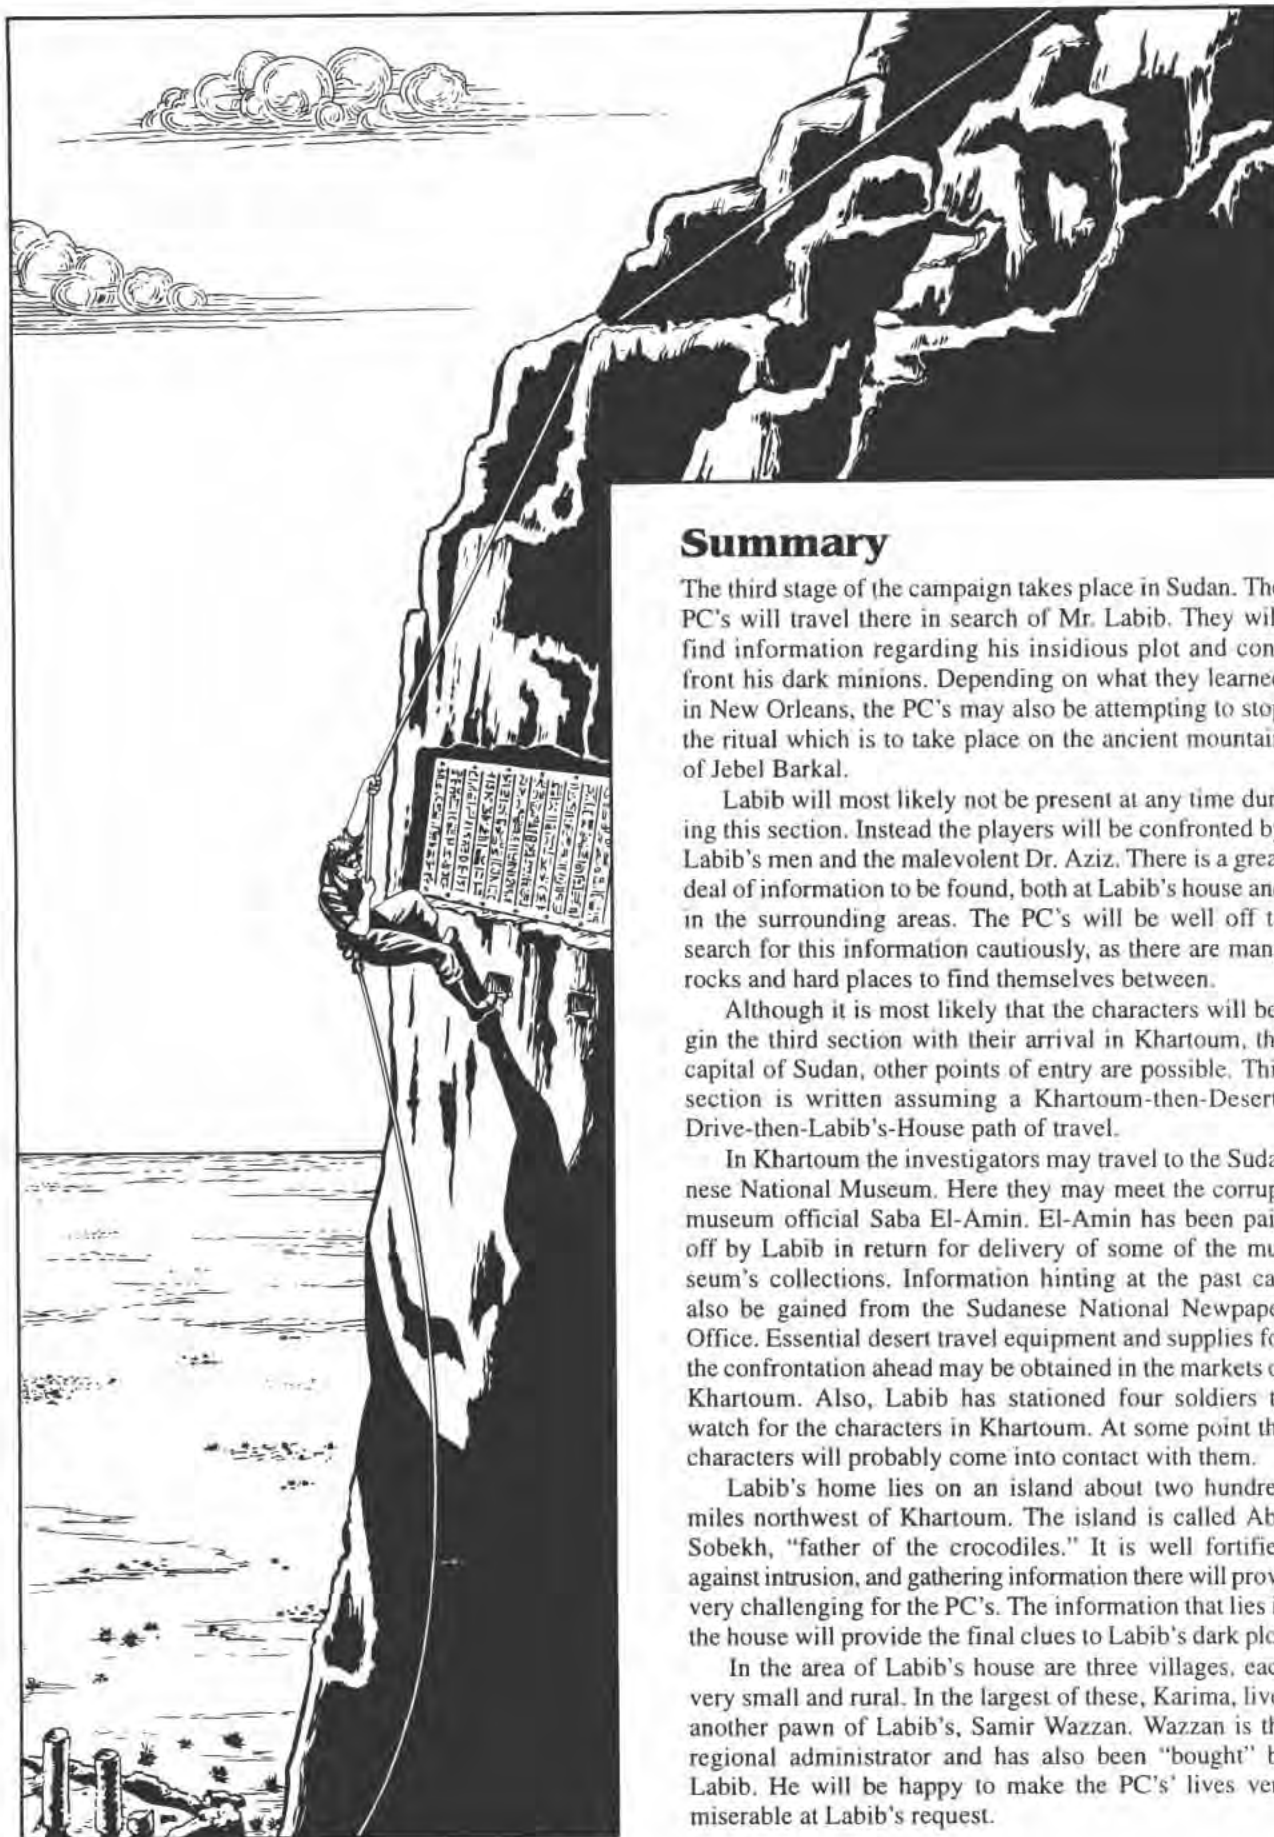 Summary
The third stage of the campaign takes place in Sudan. The
PC's will travel there in search of Mr. Labib. They wil
find information regarding his insidious plot and con
front his dark minions. Depending on what they learned
in New Orleans, the PC's may also be attempting to stop
the ritual which is to take place on the ancient mountain
of Jebel Barkal.
Labib will most likely not be present at any time dur
ing this section. Instead the players will be confronted by
Labib's men and the malevolent Dr. Aziz. There is a grea
deal of information to be found, both at Labib's house and
in the surrounding areas. The PC's will be well off t
search for this information cautiously, as there are man
rocks and hard places to find themselves between.
Although it is most likely that the characters will be
gin the third section with their arrival in Khartoum, th
capital of Sudan, other points of entry are possible. Thi
section is written assuming a Khartoum-then-Desert
Drive-then-Labib's-House path of travel.
In Khartoum the investigators may travel to the Suda
nese National Museum. Here they may meet the corrup
museum official Saba El-Amin. El-Amin has been pai
off by Labib in return for delivery of some of the mu
seum's collections. Information hinting at the past ca
also be gained from the Sudanese National Newpape
Office. Essential desert travel equipment and supplies fo
the confrontation ahead may be obtained in the markets o
Khartoum. Also, Labib has stationed four soldiers t
watch for the characters in Khartoum. At some point th
characters will probably come into contact with them.
Labib's home lies on an island about two hundre
miles northwest of Khartoum. The island is called Ab
Sobekh, "father of the crocodiles." It is well fortifie
against intrusion, and gathering information there will prov
very challenging for the PC's. The information that lies i
the house will provide the final clues to Labib's dark plo
In the area of Labib's house are three villages, eac
very small and rural. In the largest of these, Karima, live
another pawn of Labib's, Samir Wazzan. Wazzan is th
regional administrator and has also been "bought" b
Labib. He will be happy to make the PC's' lives ver
miserable at Labib's request.